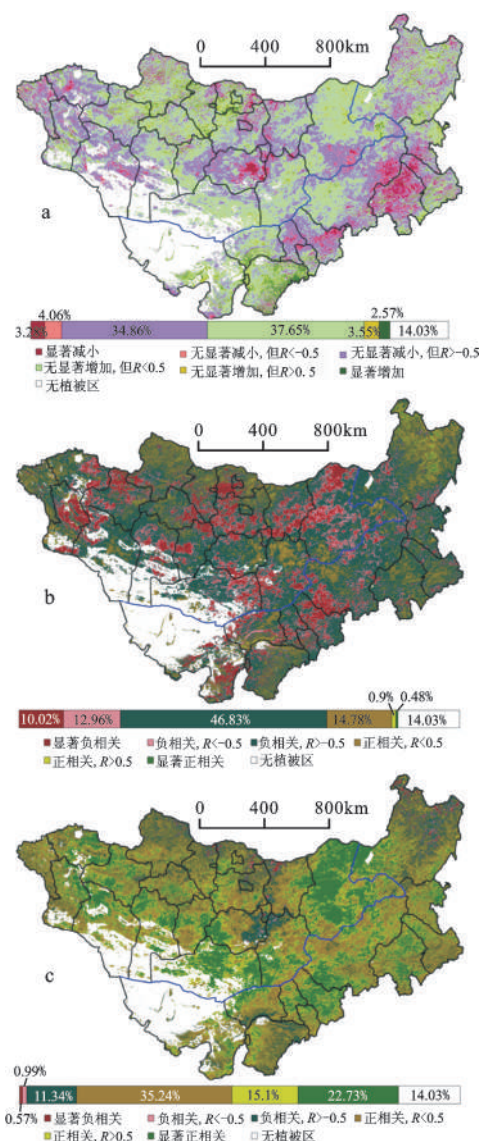 0 400 800km
a
4.06% 2.57%
3.28% 34.86% 37.65% 3.55% 14.03%
显著减小 无显著减小, 但R<-0.5 无显著减小, 但R>-0.5
无显著增加, 但R<0.5 无显著增加, 但R>0.5 显著增加
无植被区
0 400 800km
b
0.9% 0.48%
10.02% 12.96% 46.83% 14.78% 14.03%
显著负相关 负相关, R<-0.5 负相关, R>-0.5 正相关, R<0.5
正相关, R>0.5 显著正相关 无植被区
0 400 800km
c
0.99%
11.34% 35.24% 15.1% 22.73% 14.03%
0.57%
显著负相关 负相关, R<-0.5 负相关, R>-0.5 正相关, R<0.5
正相关, R>0.5 显著正相关 无植被区